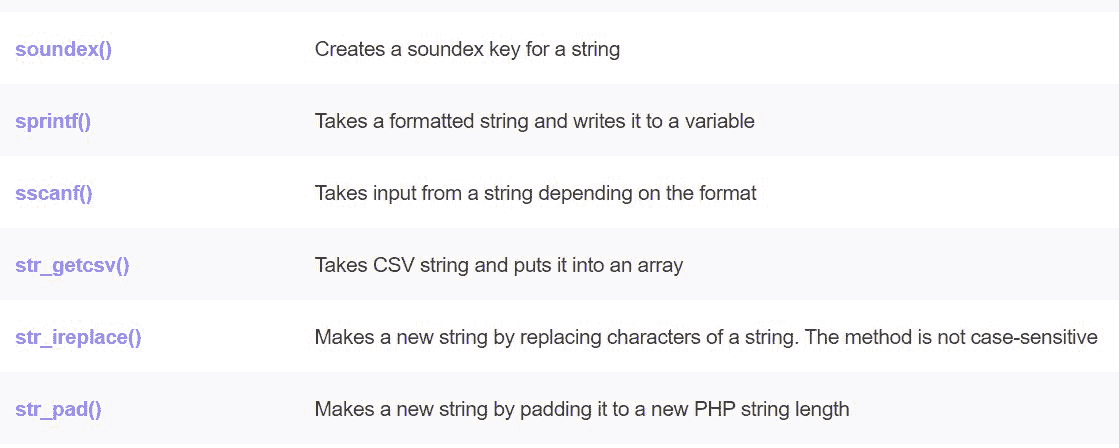 soundex() Creates a soundex key for a string
sprintf() Takes a formatted string and writes it to a variable
sscanf() Takes input from a string depending on the format
str_getcsv() Takes CSV string and puts it into an array
str_ireplace() Makes a new string by replacing characters of a string. The method is not case-sensitive
str_pad() Makes a new string by padding it to a new PHP string length